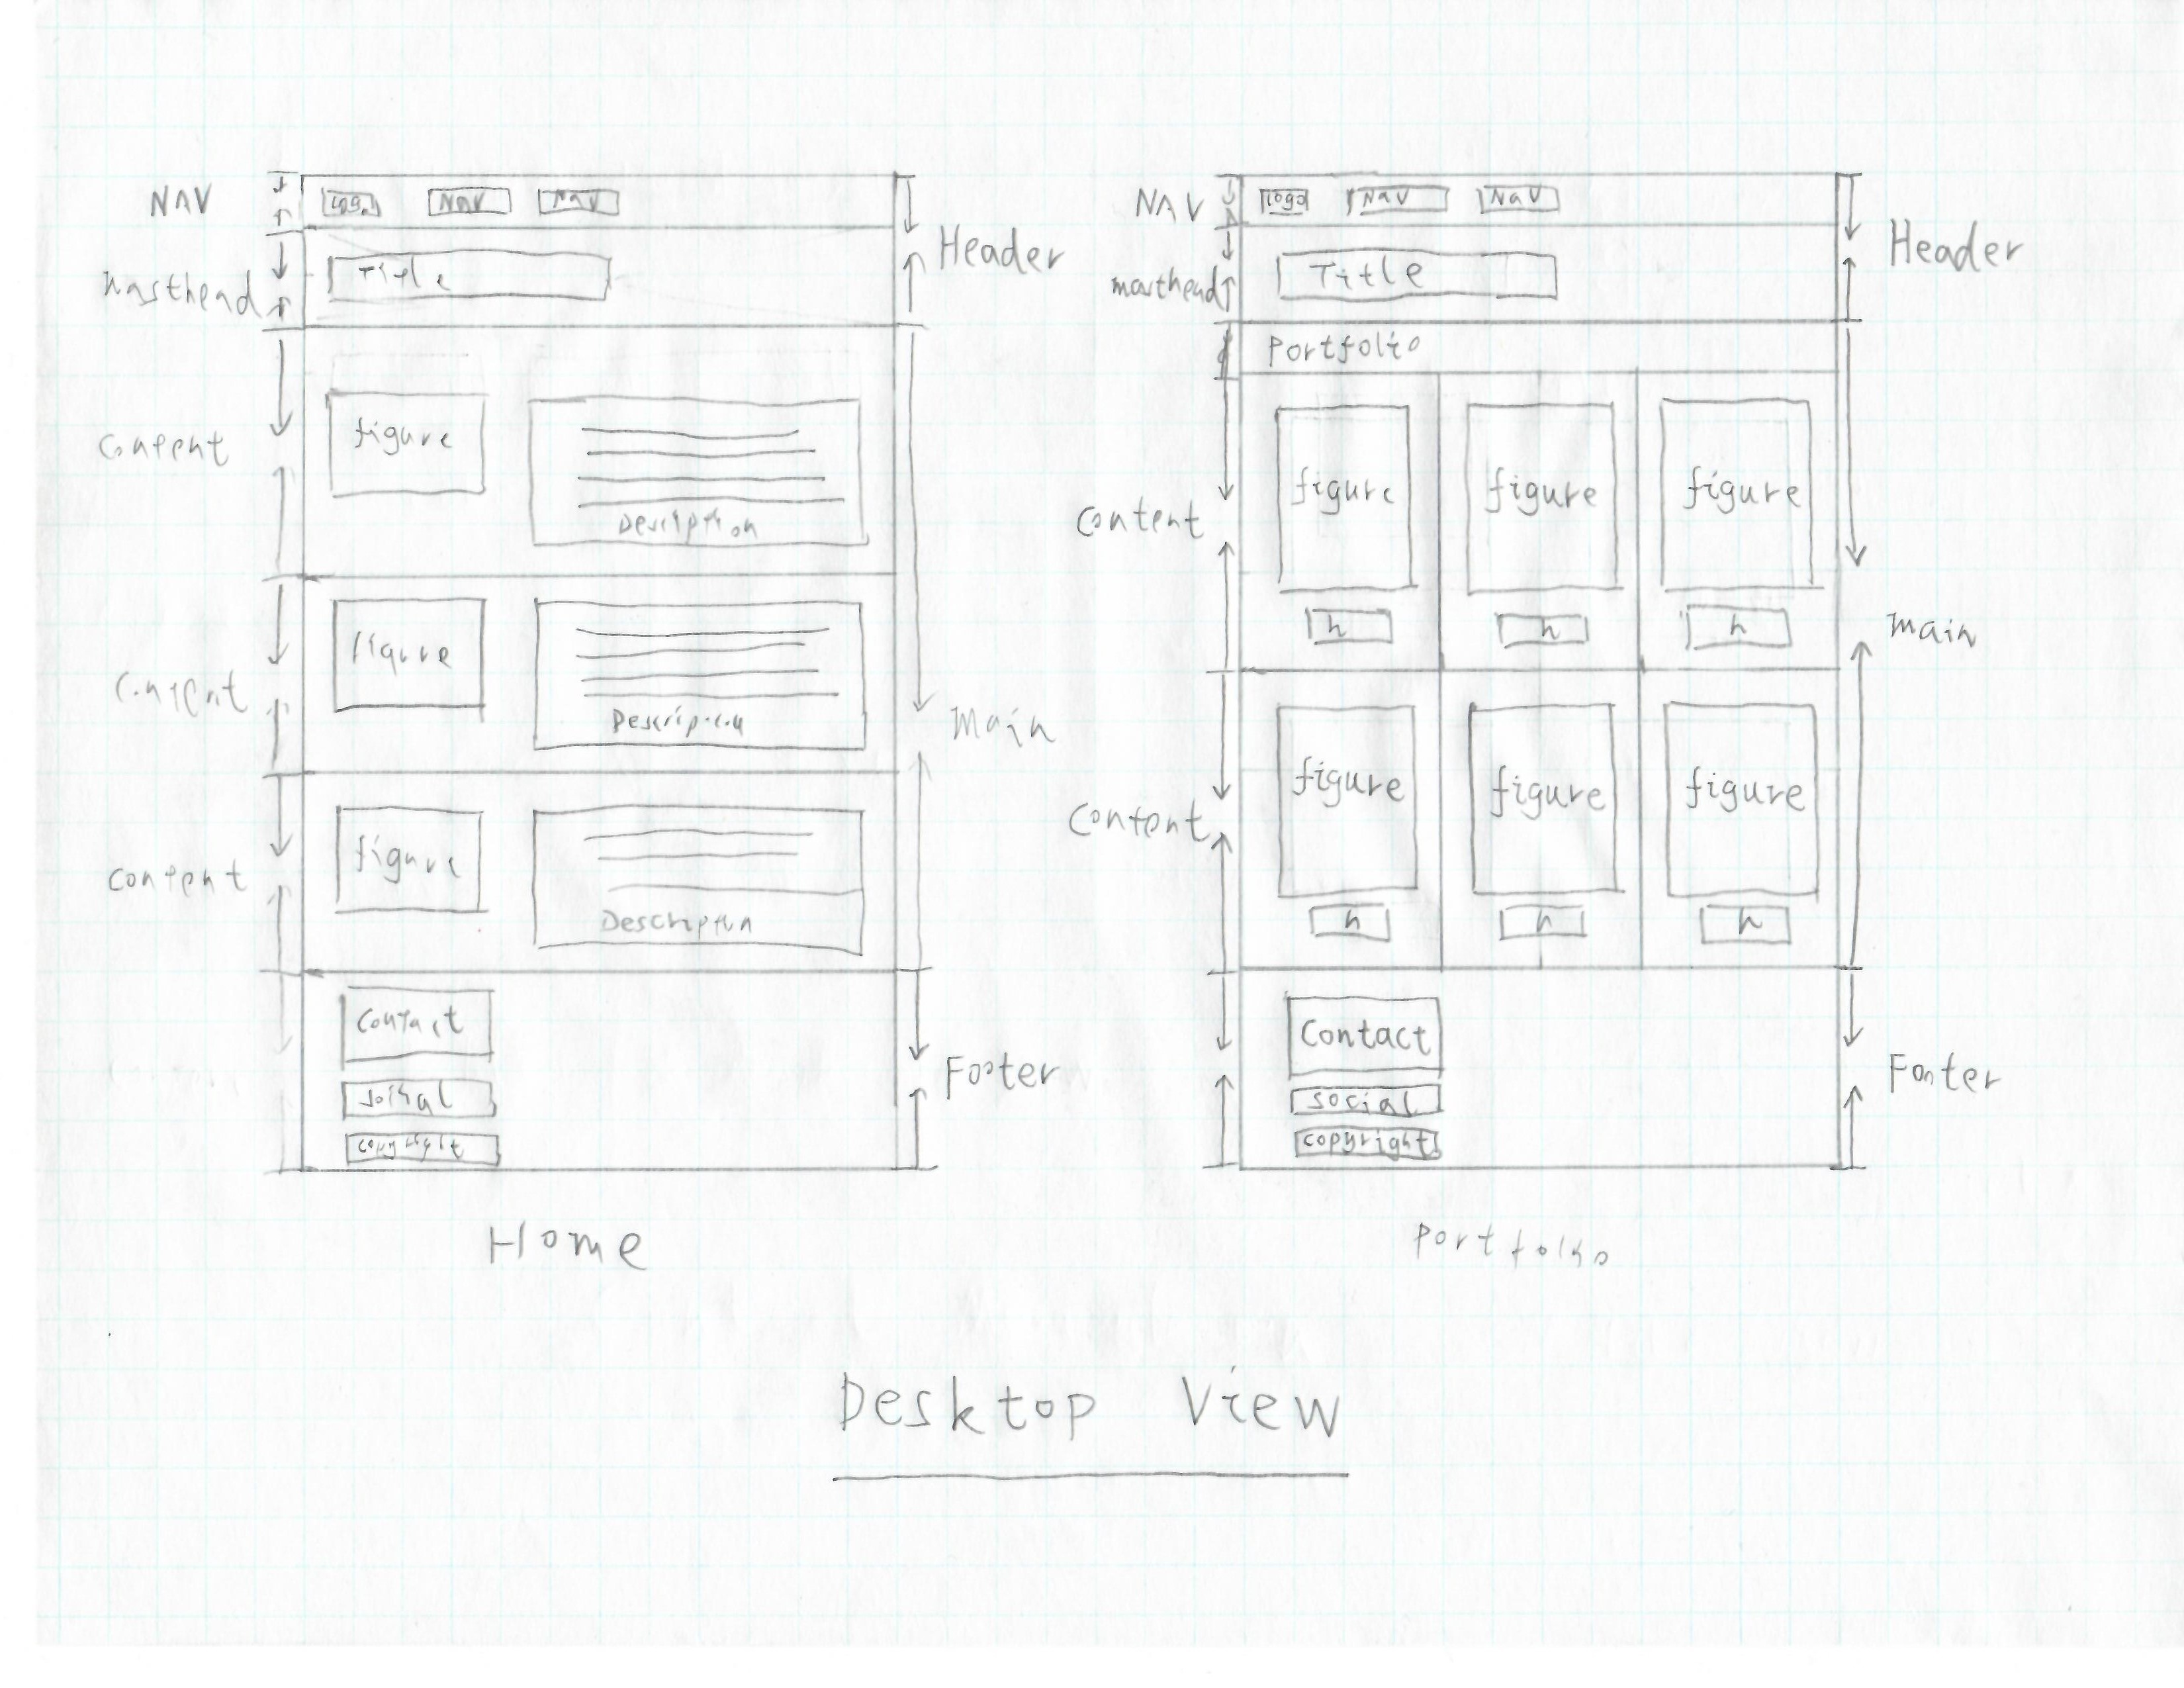 NAV
Logo
NAV
NAV
Header
masthead
Title
Content
figure
Description
Content
figure
Description
Main
Content
figure
Description
Contact
soihal
copyright
Footer
Home
NAV
Logo
NAV
NAV
Header
masthead
Title
Portfolio
Content
figure
figure
figure
h
h
h
main
Content
figure
figure
figure
h
h
h
Contact
social
copyright
Footer
Portfolio
Desktop View